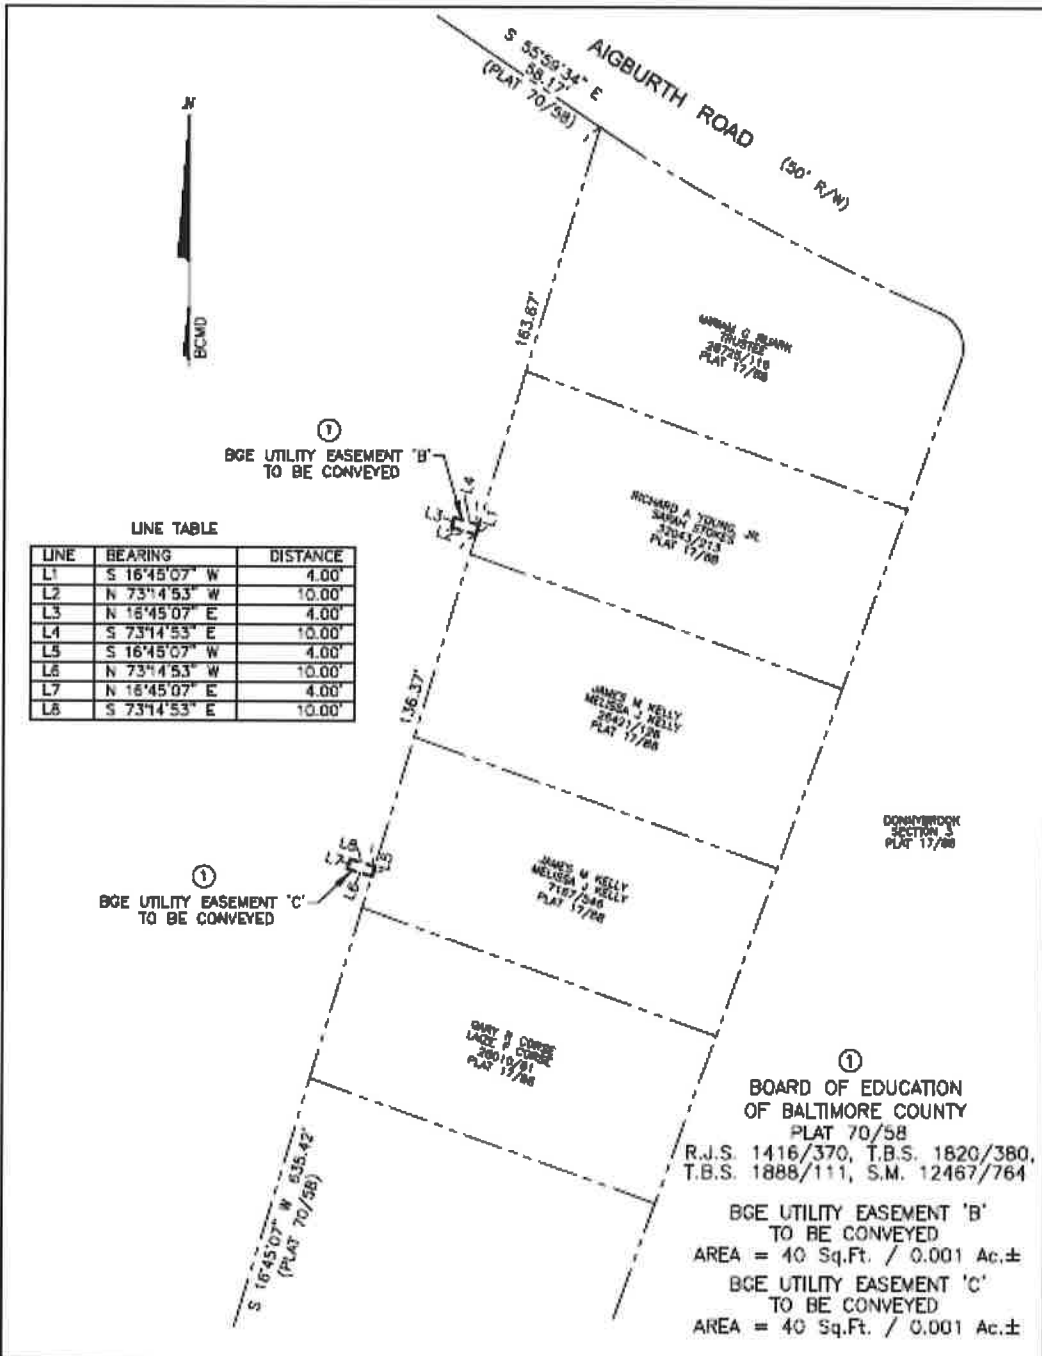 S 55°59'34" E
58.17'
(PLAT 70/58)
AIGBURTH ROAD
(50' R/W)
N
BCMD
163.67'
TRUSTEE
28725/116
PLAT 17/88
①
BGE UTILITY EASEMENT 'B'
TO BE CONVEYED
L4
L1
L3
L2
RICHARD A YOUNG, JR.
SARAH STOKES
32043/213
PLAT 17/88
LINE TABLE
LINE BEARING DISTANCE
L1 S 16°45'07" W 4.00'
L2 N 73°14'53" W 10.00'
L3 N 16°45'07" E 4.00'
L4 S 73°14'53" E 10.00'
L5 S 16°45'07" W 4.00'
L6 N 73°14'53" W 10.00'
L7 N 16°45'07" E 4.00'
L8 S 73°14'53" E 10.00'
136.37'
JAMES M KELLY
MELISSA J KELLY
26421/126
PLAT 17/88
DONNYBROOK
SECTION 3
PLAT 17/88
L8
L7
L5
L6
①
BGE UTILITY EASEMENT 'C'
TO BE CONVEYED
JAMES M KELLY
MELISSA J KELLY
7167/546
PLAT 17/88
PLAT 17/88
S 16°45'07" W 635.42'
(PLAT 70/58)
①
BOARD OF EDUCATION
OF BALTIMORE COUNTY
PLAT 70/58
R.J.S. 1416/370, T.B.S. 1820/380,
T.B.S. 1888/111, S.M. 12467/764
BGE UTILITY EASEMENT 'B'
TO BE CONVEYED
AREA = 40 Sq.Ft. / 0.001 Ac.±
BGE UTILITY EASEMENT 'C'
TO BE CONVEYED
AREA = 40 Sq.Ft. / 0.001 Ac.±